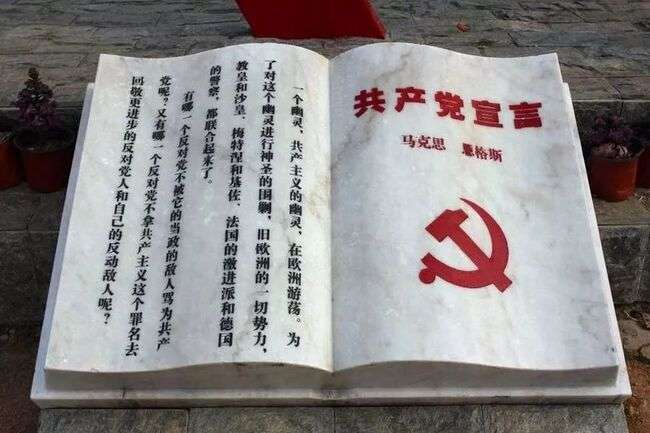 共产党宣言
马克思 恩格斯
一个幽灵，共产主义的幽灵，在欧洲游荡。为
了对这个幽灵进行神圣的围剿，旧欧洲的一切势力，
教皇和沙皇、梅特涅和基佐、法国的激进派和德国
的警察，都联合起来了。
有哪一个反对党不被它的当政的敌人骂为共产
党呢？又有哪一个反对党不拿共产主义这个罪名去
回敬更进步的反对党人和自己的反动敌人呢？